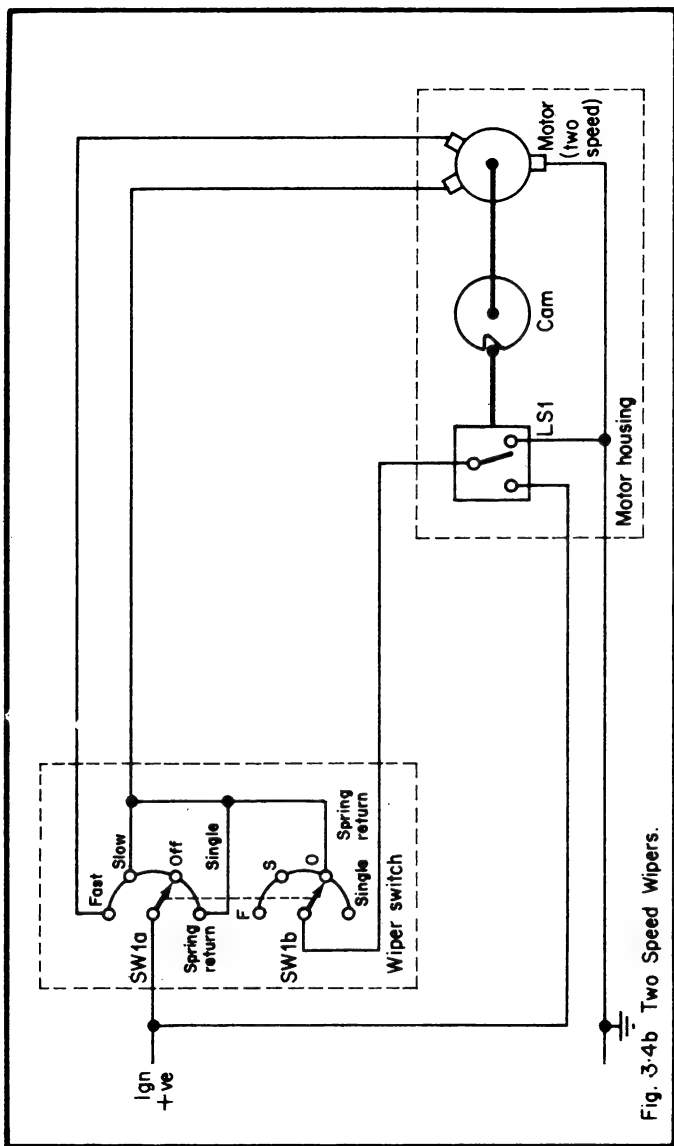 Fast
Slow
Ign
+ve
SW1a
Off
Spring
return
Single
F
S
SW1b
O
Single
Spring
return
Wiper switch
LS1
Cam
Motor
(two
speed)
Motor housing
Fig. 3·4b Two Speed Wipers.